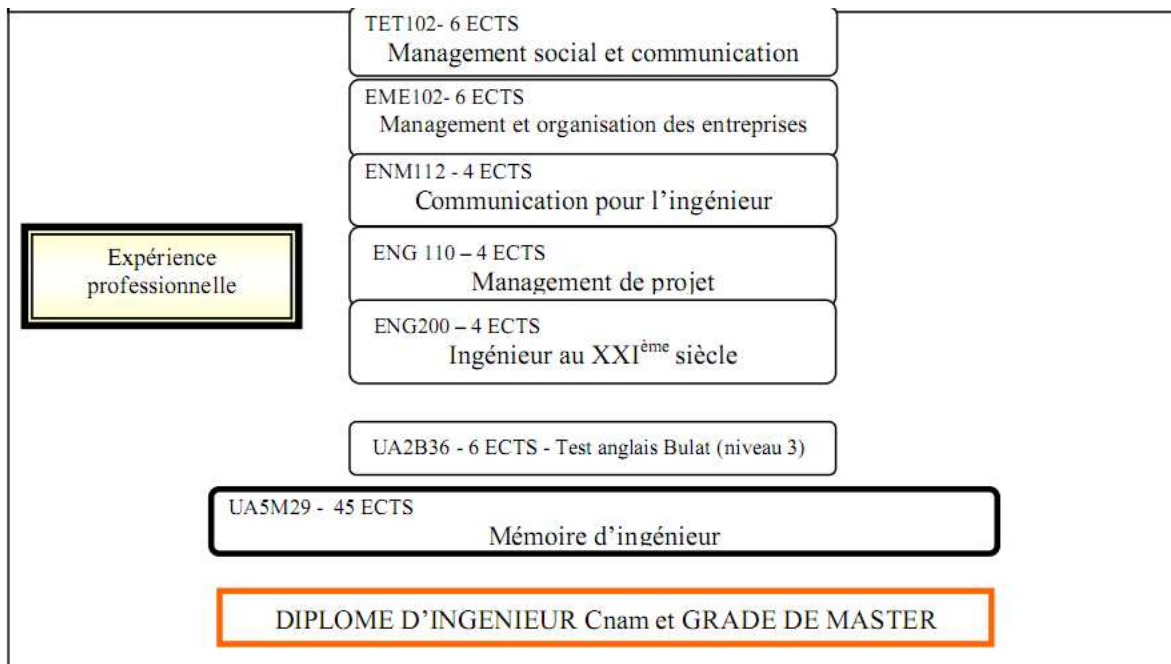 TET102- 6 ECTS
Management social et communication
EME102- 6 ECTS
Management et organisation des entreprises
ENM112 - 4 ECTS
Communication pour l'ingénieur
Expérience
professionnelle
ENG 110 – 4 ECTS
Management de projet
ENG200 – 4 ECTS
Ingénieur au XXIème siècle
UA2B36 - 6 ECTS - Test anglais Bulat (niveau 3)
UA5M29 - 45 ECTS
Mémoire d'ingénieur
DIPLOME D'INGENIEUR Cnam et GRADE DE MASTER